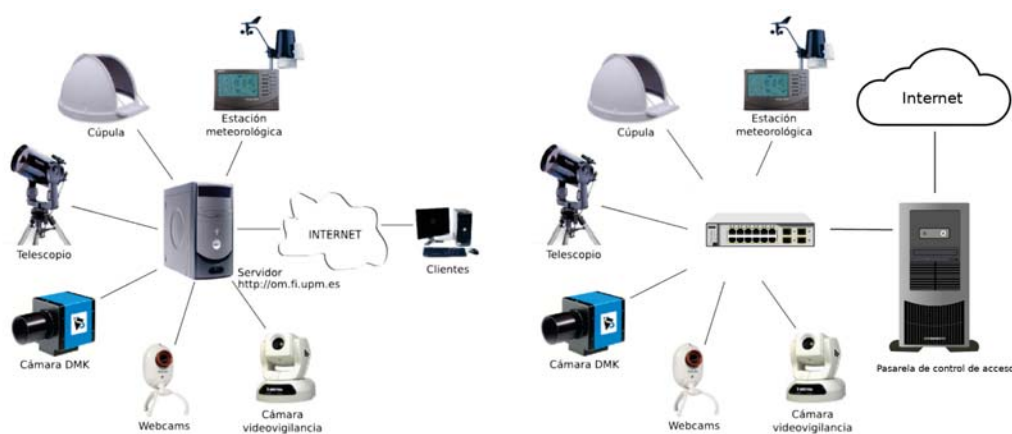 Cúpula
Estación
meteorológica
Telescopio
INTERNET
Clientes
Servidor
http://om.fi.upm.es
Cámara DMK
Webcams
Cámara
videovigilancia
Cúpula
Estación
meteorológica
Internet
Telescopio
Cámara DMK
Webcams
Cámara
videovigilancia
Pasarela de control de acceso